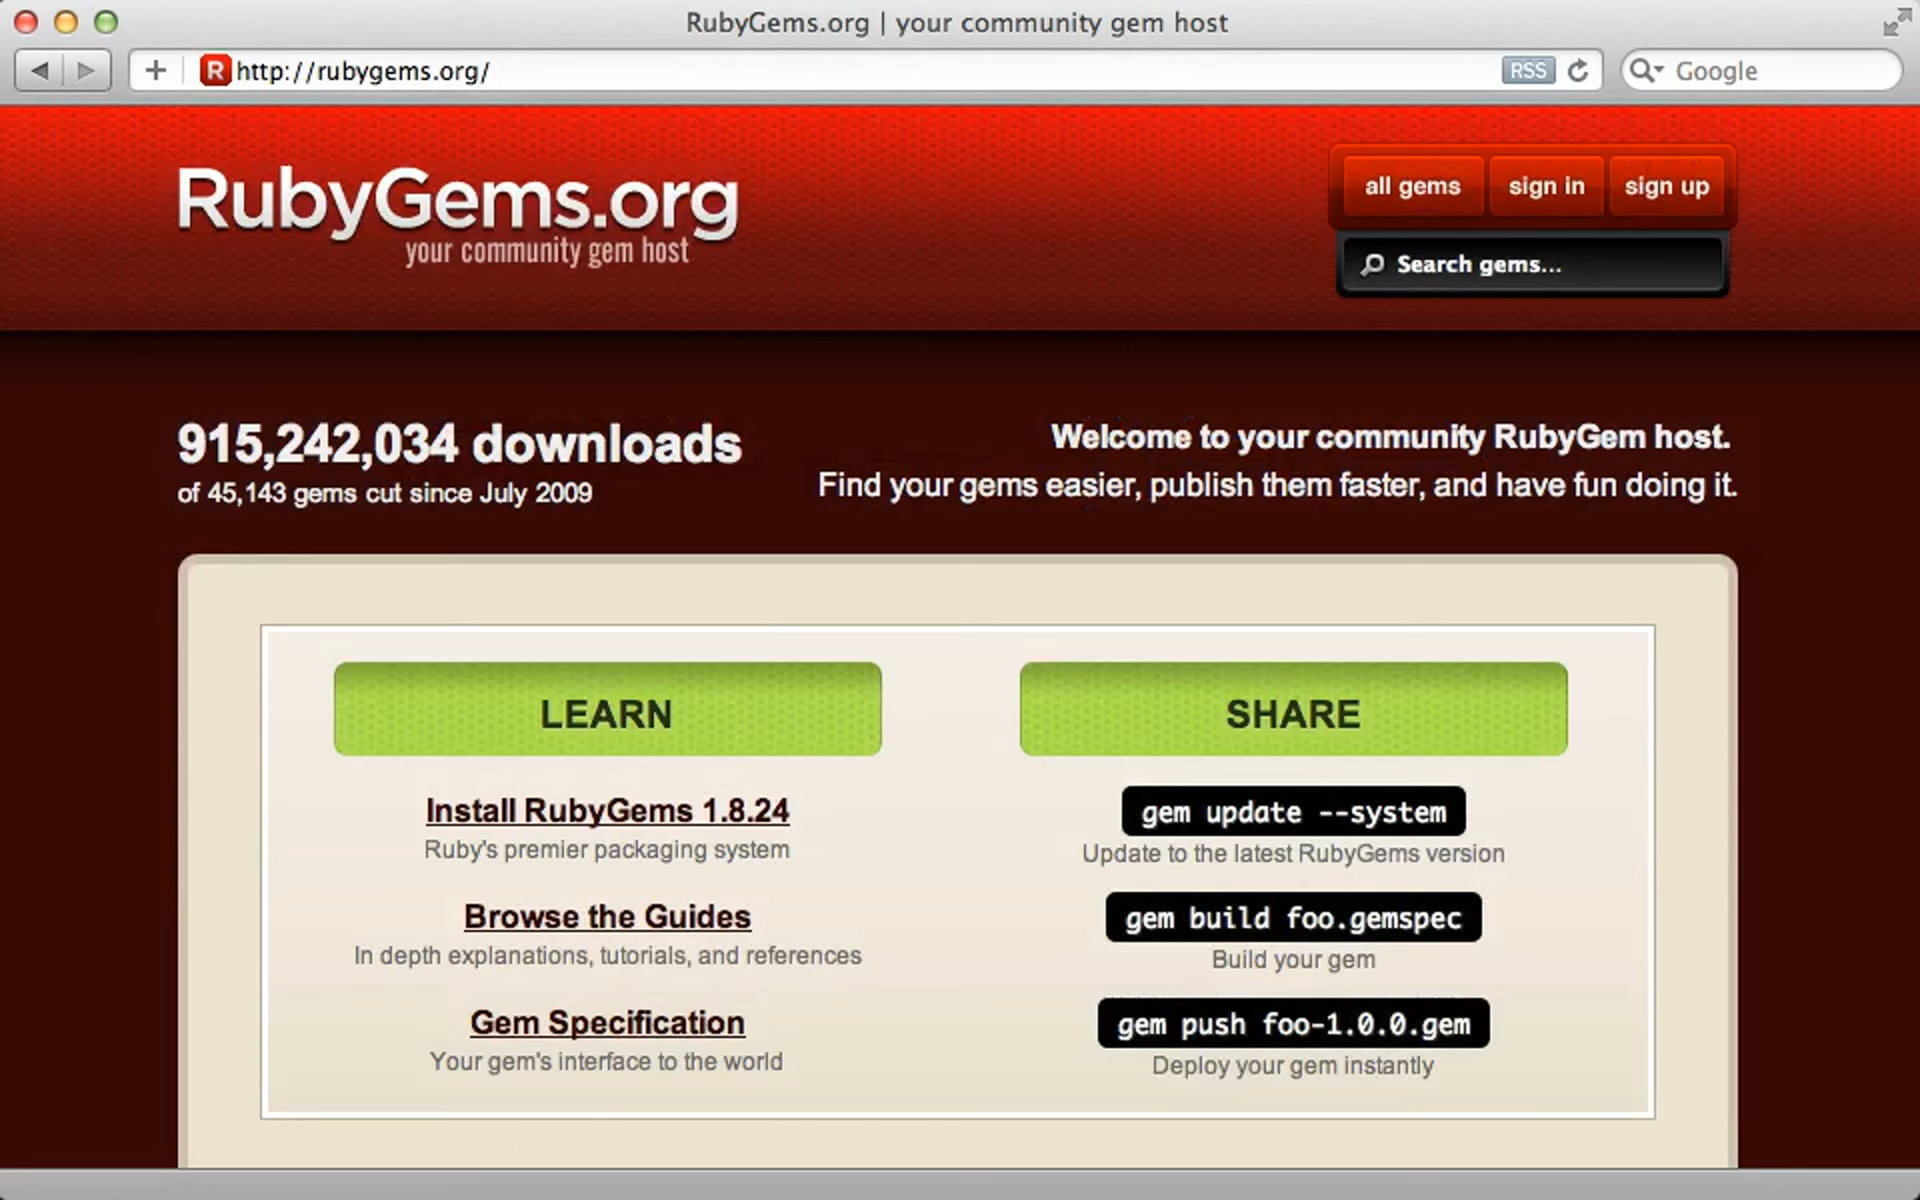 RubyGems.org | your community gem host
http://rubygems.org/
RSS
Google
RubyGems.org
your community gem host
all gems
sign in
sign up
Search gems...
915,242,034 downloads
of 45,143 gems cut since July 2009
Welcome to your community RubyGem host.
Find your gems easier, publish them faster, and have fun doing it.
LEARN
Install RubyGems 1.8.24
Ruby's premier packaging system
Browse the Guides
In depth explanations, tutorials, and references
Gem Specification
Your gem's interface to the world
SHARE
gem update --system
Update to the latest RubyGems version
gem build foo.gemspec
Build your gem
gem push foo-1.0.0.gem
Deploy your gem instantly